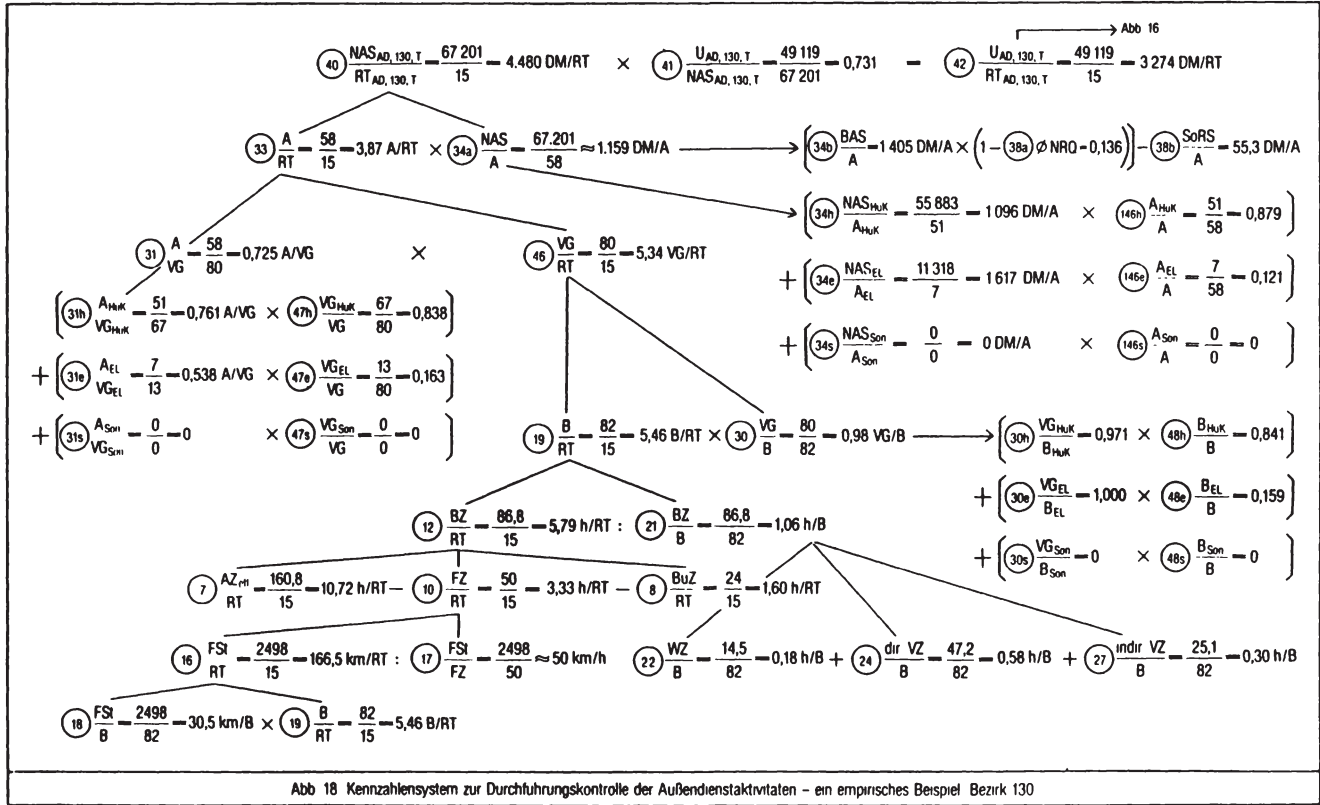 Abb 16
(40) NAS_AD, 130, T / RT_AD, 130, T = 67 201 / 15 = 4.480 DM/RT × (41) U_AD, 130, T / NAS_AD, 130, T = 49 119 / 67 201 = 0,731 = (42) U_AD, 130, T / RT_AD, 130, T = 49 119 / 15 = 3 274 DM/RT
(33) A / RT = 58 / 15 = 3,87 A/RT × (34a) NAS / A = 67.201 / 58 ≈ 1.159 DM/A → [(34b) BAS / A = 1 405 DM/A × (1 − (38a) ∅ NRQ = 0,136)] − (38b) SoRS / A = 55,3 DM/A
[(34h) NAS_HuK / A_HuK = 55 883 / 51 = 1 096 DM/A × (146h) A_HuK / A = 51 / 58 = 0,879]
(31) A / VG = 58 / 80 = 0,725 A/VG × (46) VG / RT = 80 / 15 = 5,34 VG/RT
+ [(34e) NAS_EL / A_EL = 11 318 / 7 = 1 617 DM/A × (146e) A_EL / A = 7 / 58 = 0,121]
[(31h) A_HuK / VG_HuK = 51 / 67 = 0,761 A/VG × (47h) VG_HuK / VG = 67 / 80 = 0,838]
+ [(34s) NAS_Son / A_Son = 0 / 0 = 0 DM/A × (146s) A_Son / A = 0 / 0 = 0]
+ [(31e) A_EL / VG_EL = 7 / 13 = 0,538 A/VG × (47e) VG_EL / VG = 13 / 80 = 0,163]
+ [(31s) A_Son / VG_Son = 0 / 0 = 0 × (47s) VG_Son / VG = 0 / 0 = 0]
(19) B / RT = 82 / 15 = 5,46 B/RT × (30) VG / B = 80 / 82 = 0,98 VG/B → [(30h) VG_HuK / B_HuK = 0,971 × (48h) B_HuK / B = 0,841]
+ [(30e) VG_EL / B_EL = 1,000 × (48e) B_EL / B = 0,159]
(12) BZ / RT = 86,8 / 15 = 5,79 h/RT : (21) BZ / B = 86,8 / 82 = 1,06 h/B
+ [(30s) VG_Son / B_Son = 0 × (48s) B_Son / B = 0]
(7) AZ / RT = 160,8 / 15 = 10,72 h/RT − (10) FZ / RT = 50 / 15 = 3,33 h/RT − (8) BuZ / RT = 24 / 15 = 1,60 h/RT
(16) FSt / RT = 2498 / 15 = 166,5 km/RT : (17) FSt / FZ = 2498 / 50 ≈ 50 km/h
(22) WZ / B = 14,5 / 82 = 0,18 h/B + (24) dir VZ / B = 47,2 / 82 = 0,58 h/B + (27) indir VZ / B = 25,1 / 82 = 0,30 h/B
(18) FSt / B = 2498 / 82 = 30,5 km/B × (19) B / RT = 82 / 15 = 5,46 B/RT
Abb 18 Kennzahlensystem zur Durchfuhrungskontrolle der Außendienstaktivitaten – ein empirisches Beispiel Bezirk 130